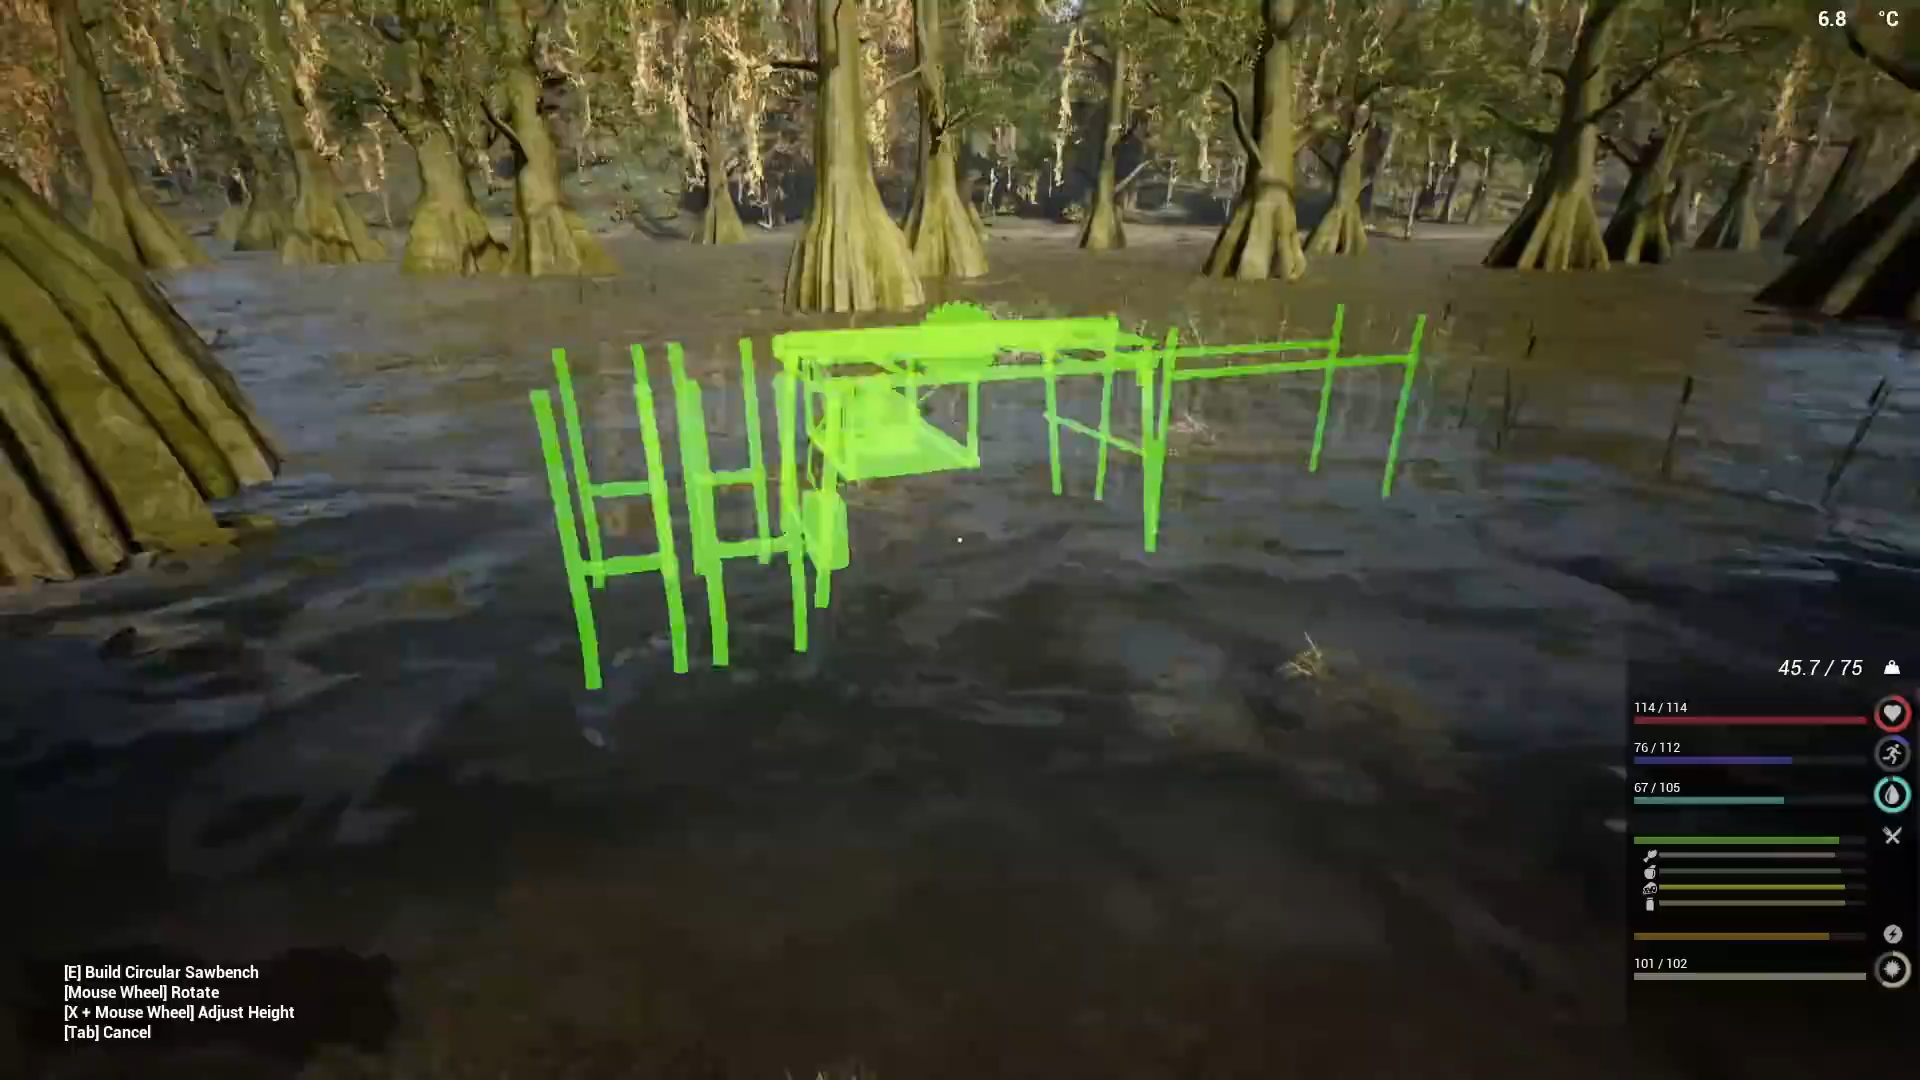 6.8 °C
45.7 / 75
114 / 114
76 / 112
67 / 105
101 / 102
[E] Build Circular Sawbench
[Mouse Wheel] Rotate
[X + Mouse Wheel] Adjust Height
[Tab] Cancel